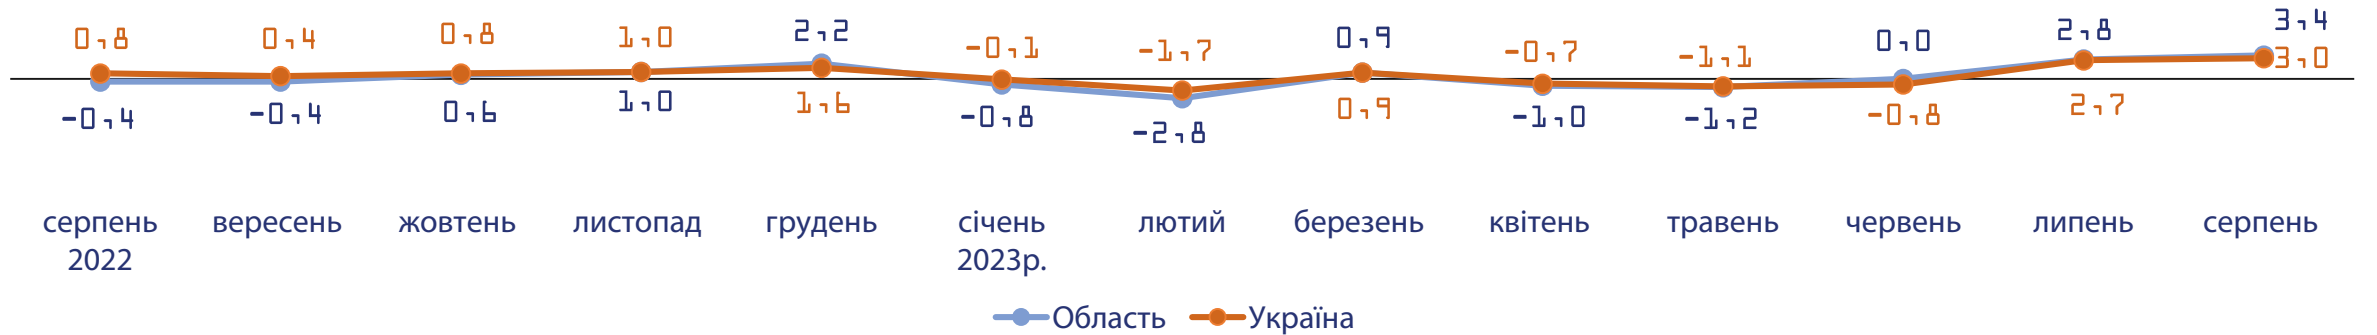 0,8 0,4 0,8 1,0 2,2 -0,1 -1,7 0,9 -0,7 -1,1 0,0 2,8 3,4
3,0
-0,4 -0,4 0,6 1,0 1,6 -0,8 -2,8 0,9 -1,0 -1,2 -0,8 2,7
серпень вересень жовтень листопад грудень січень лютий березень квітень травень червень липень серпень
2022 2023р.
Область Україна